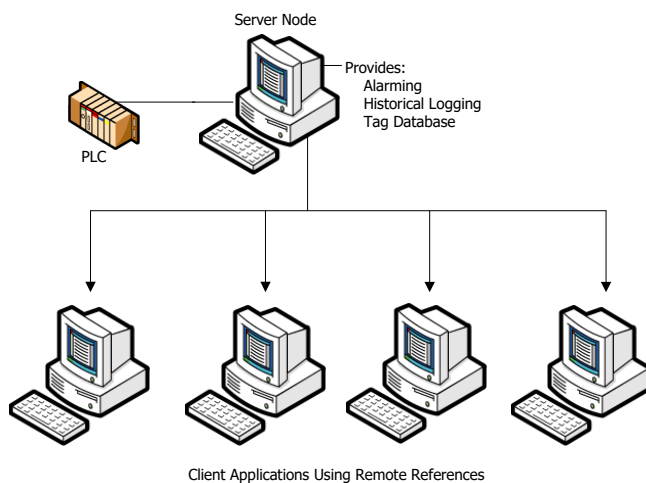 Server Node
Provides:
Alarming
Historical Logging
Tag Database
PLC
Client Applications Using Remote References